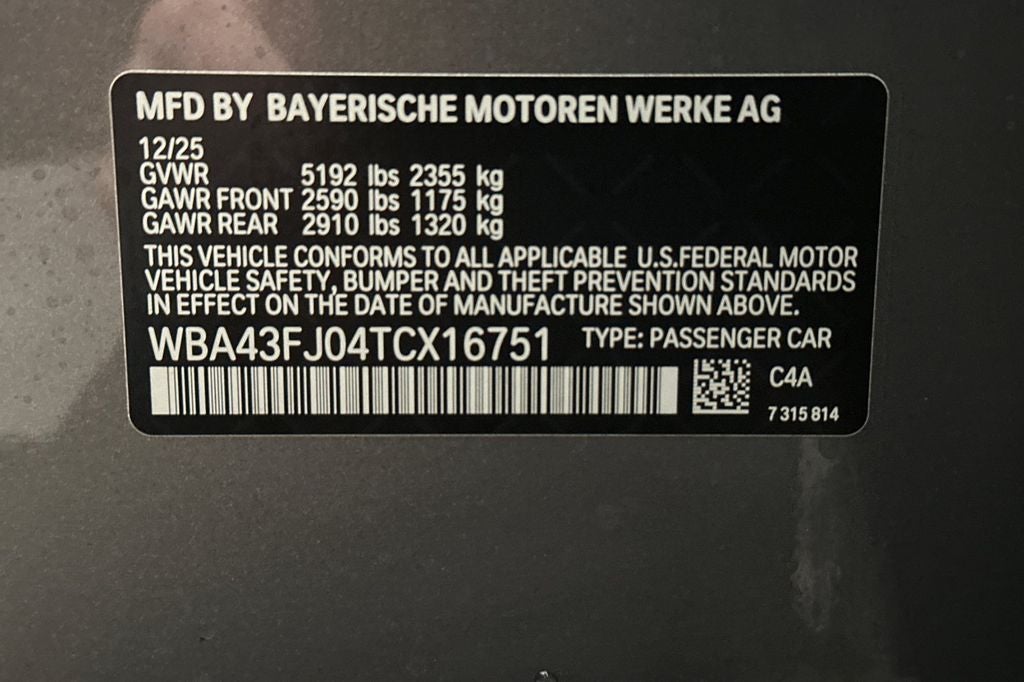 MFD BY BAYERISCHE MOTOREN WERKE AG
12/25
GVWR 5192 lbs 2355 kg
GAWR FRONT 2590 lbs 1175 kg
GAWR REAR 2910 lbs 1320 kg
THIS VEHICLE CONFORMS TO ALL APPLICABLE U.S.FEDERAL MOTOR
VEHICLE SAFETY, BUMPER AND THEFT PREVENTION STANDARDS
IN EFFECT ON THE DATE OF MANUFACTURE SHOWN ABOVE.
WBA43FJ04TCX16751 TYPE: PASSENGER CAR
C4A
7 315 814